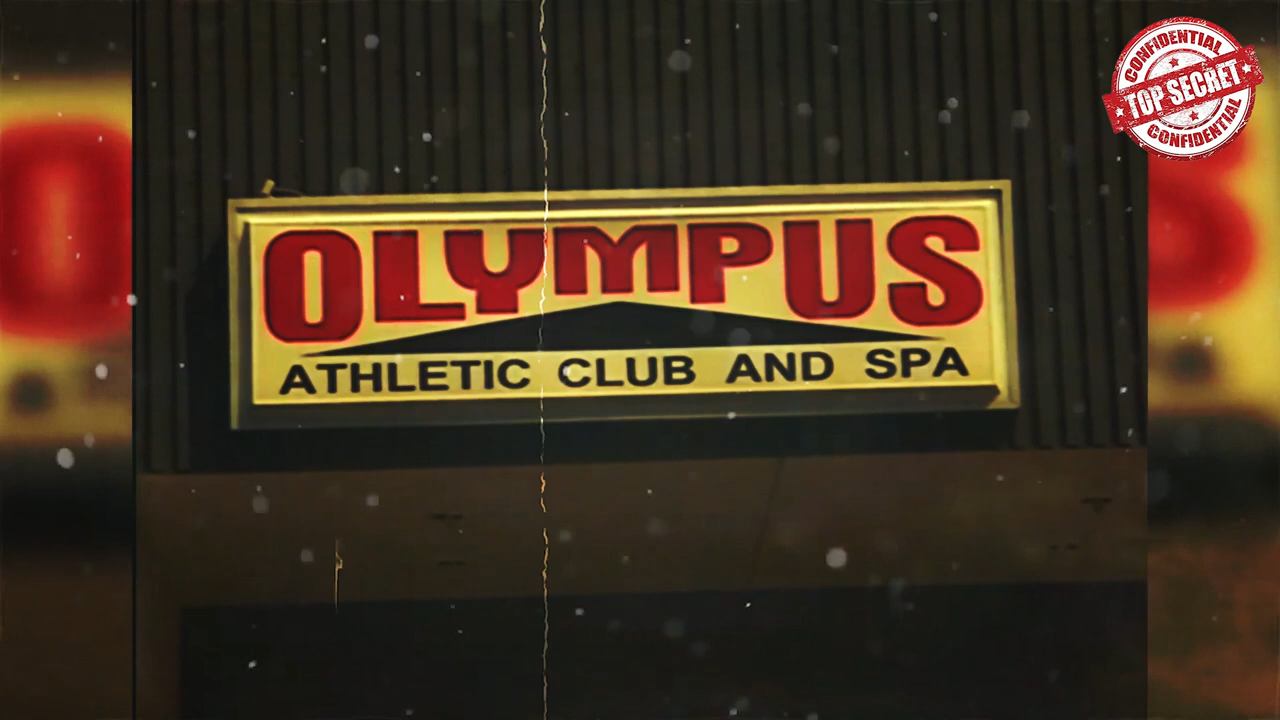 CONFIDENTIAL
TOP SECRET
CONFIDENTIAL
OLYMPUS
ATHLETIC CLUB AND SPA